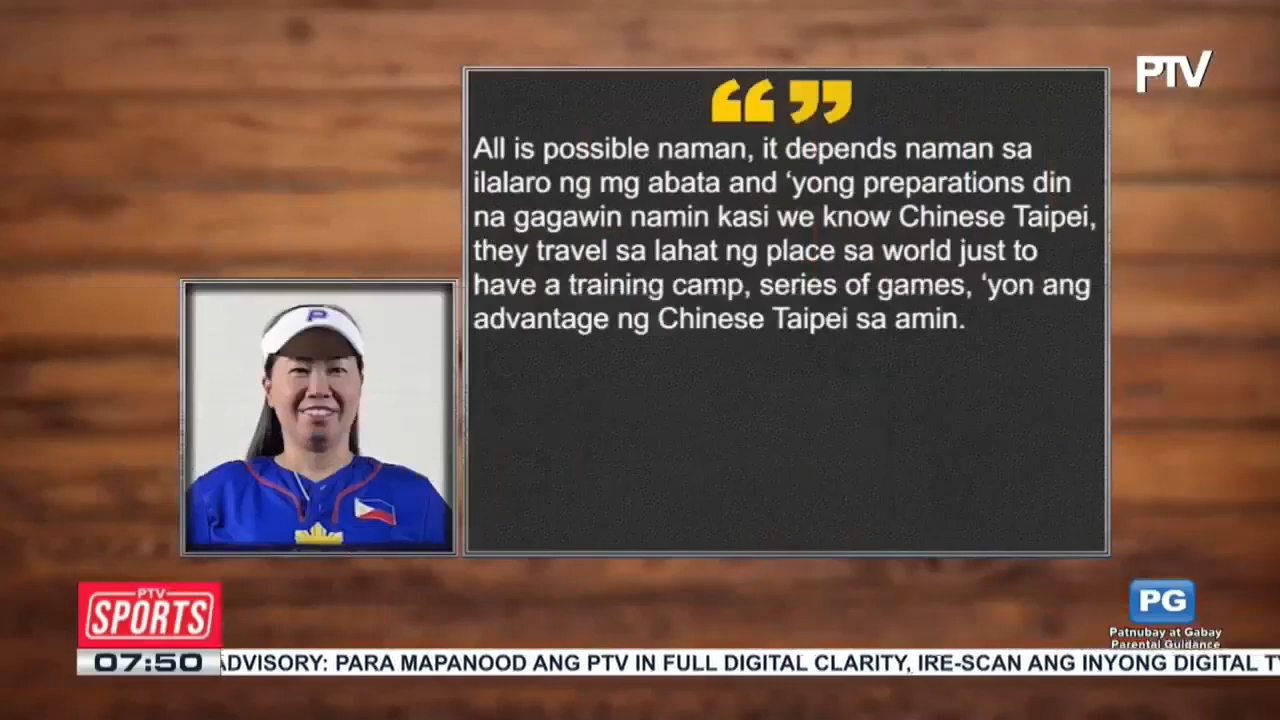 PTV
“ ”
All is possible naman, it depends naman sa
ilalaro ng mg abata and ‘yong preparations din
na gagawin namin kasi we know Chinese Taipei,
they travel sa lahat ng place sa world just to
have a training camp, series of games, ‘yon ang
advantage ng Chinese Taipei sa amin.
P
PTV
SPORTS
PG
Patnubay at Gabay
Parental Guidance
07:50
ADVISORY: PARA MAPANOOD ANG PTV IN FULL DIGITAL CLARITY, IRE-SCAN ANG INYONG DIGITAL